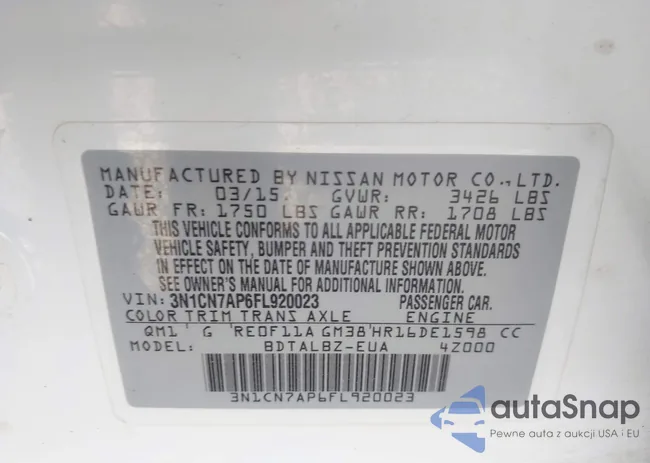 MANUFACTURED BY NISSAN MOTOR CO.,LTD.
DATE: 03/15 GVWR: 3426 LBS
GAWR FR: 1750 LBS GAWR RR: 1708 LBS
THIS VEHICLE CONFORMS TO ALL APPLICABLE FEDERAL MOTOR
VEHICLE SAFETY, BUMPER AND THEFT PREVENTION STANDARDS
IN EFFECT ON THE DATE OF MANUFACTURE SHOWN ABOVE.
SEE OWNER'S MANUAL FOR ADDITIONAL INFORMATION.
VIN: 3N1CN7AP6FL920023 PASSENGER CAR.
COLOR TRIM TRANS AXLE ENGINE
QM1 ' G 'RE0F11A GM38'HR16DE1598 CC
MODEL: BDTALBZ-EUA 4Z000
3N1CN7AP6FL920023
autaSnap
Pewne auta z aukcji USA i EU